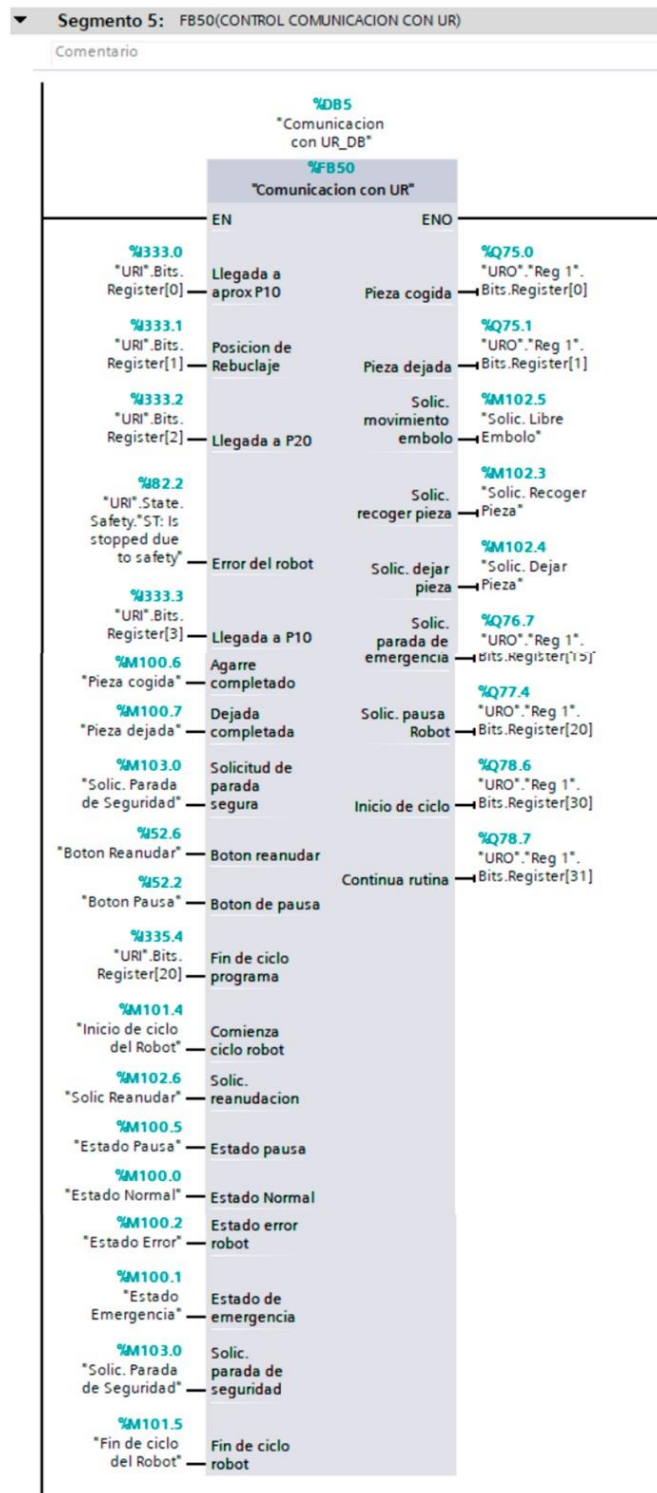 Segmento 5: FB50(CONTROL COMUNICACION CON UR)
Comentario
%DB5
"Comunicacion
con UR_DB"
%FB50
"Comunicacion con UR"
EN
ENO
%I333.0
"URI".Bits.
Register[0]
Llegada a
aprox P10
%I333.1
"URI".Bits.
Register[1]
Posicion de
Rebuclaje
%I333.2
"URI".Bits.
Register[2]
Llegada a P20
%I82.2
"URI".State.
Safety."ST: Is
stopped due
to safety"
Error del robot
%I333.3
"URI".Bits.
Register[3]
Llegada a P10
%M100.6
"Pieza cogida"
Agarre
completado
%M100.7
"Pieza dejada"
Dejada
completada
%M103.0
"Solic. Parada
de Seguridad"
Solicitud de
parada
segura
%I52.6
"Boton Reanudar"
Boton reanudar
%I52.2
"Boton Pausa"
Boton de pausa
%I335.4
"URI".Bits.
Register[20]
Fin de ciclo
programa
%M101.4
"Inicio de ciclo
del Robot"
Comienza
ciclo robot
%M102.6
"Solic Reanudar"
Solic.
reanudacion
%M100.5
"Estado Pausa"
Estado pausa
%M100.0
"Estado Normal"
Estado Normal
%M100.2
"Estado Error"
Estado error
robot
%M100.1
"Estado
Emergencia"
Estado de
emergencia
%M103.0
"Solic. Parada
de Seguridad"
Solic.
parada de
seguridad
%M101.5
"Fin de ciclo
del Robot"
Fin de ciclo
robot
Pieza cogida
%Q75.0
"URO"."Reg 1".
Bits.Register[0]
Pieza dejada
%Q75.1
"URO"."Reg 1".
Bits.Register[1]
Solic.
movimiento
embolo
%M102.5
"Solic. Libre
Embolo"
Solic.
recoger pieza
%M102.3
"Solic. Recoger
Pieza"
Solic. dejar
pieza
%M102.4
"Solic. Dejar
Pieza"
Solic.
parada de
emergencia
%Q76.7
"URO"."Reg 1".
Bits.Register[15]
Solic. pausa
Robot
%Q77.4
"URO"."Reg 1".
Bits.Register[20]
Inicio de ciclo
%Q78.6
"URO"."Reg 1".
Bits.Register[30]
Continua rutina
%Q78.7
"URO"."Reg 1".
Bits.Register[31]